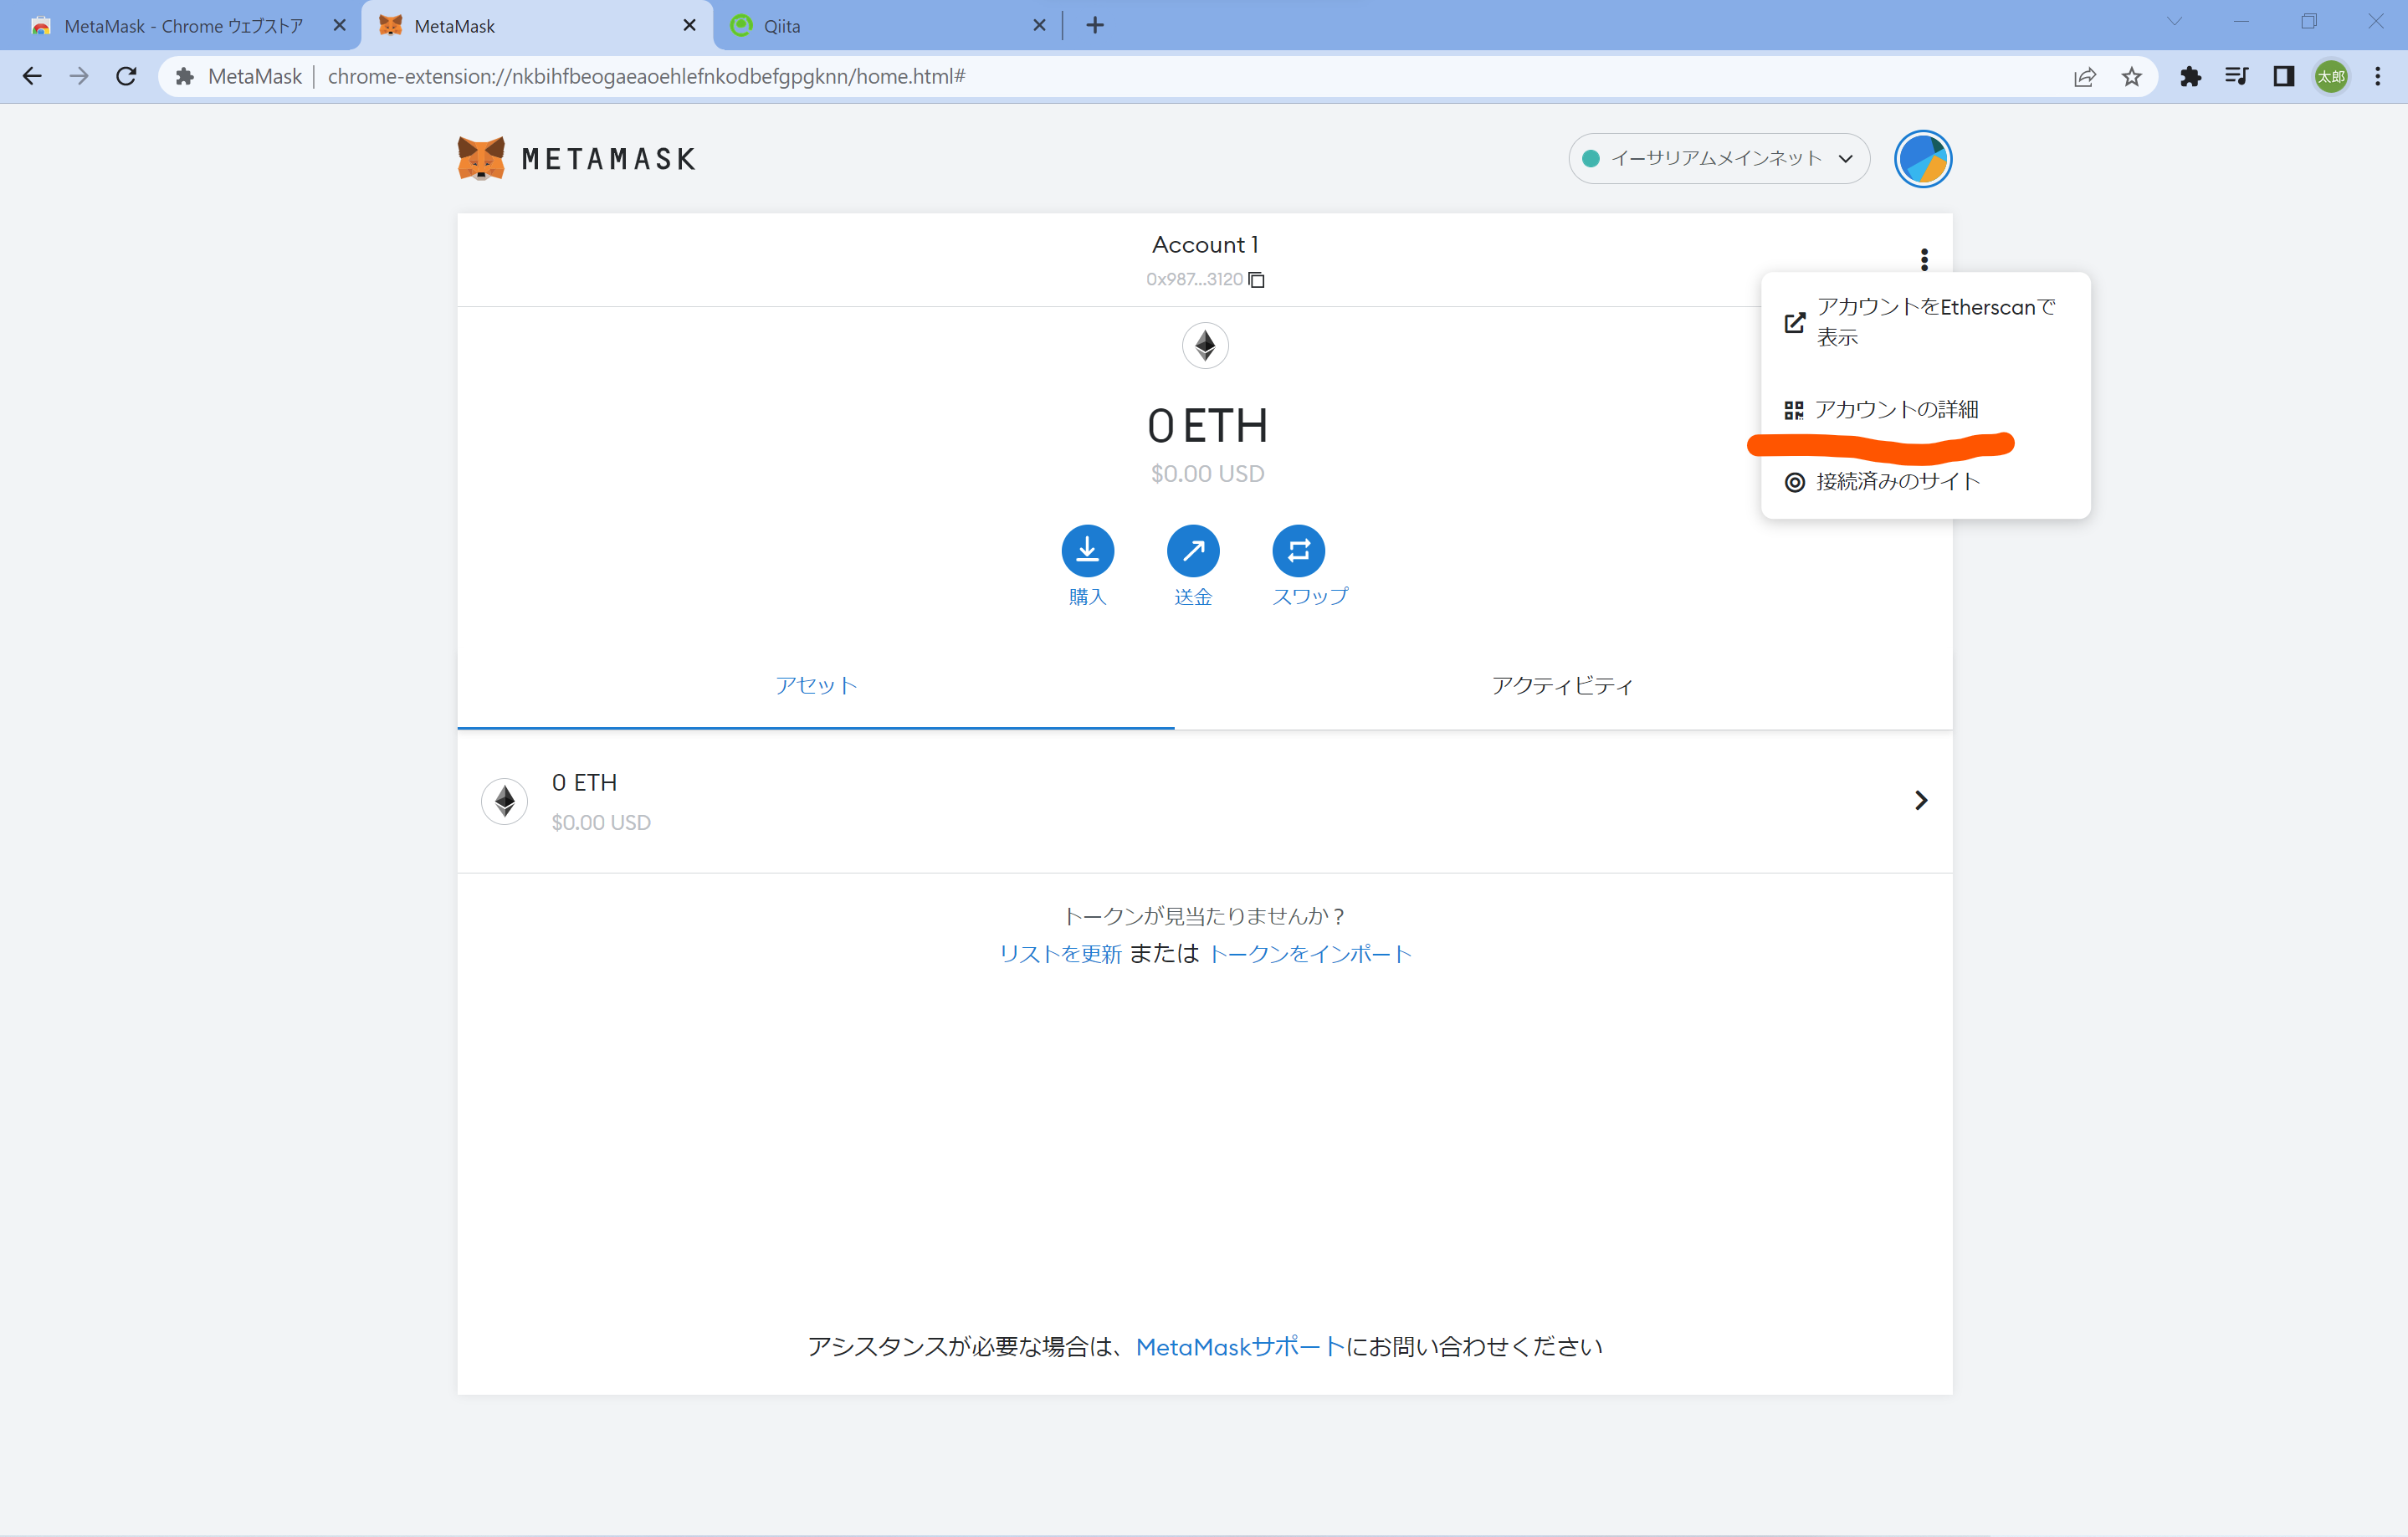 MetaMask - Chrome ウェブストア
MetaMask
Qiita
MetaMask
chrome-extension://nkbihfbeogaeaoehlefnkodbefgpgknn/home.html#
太郎
METAMASK
イーサリアムメインネット
Account 1
0x987...3120
アカウントをEtherscanで
表示
アカウントの詳細
接続済みのサイト
0 ETH
$0.00 USD
購入
送金
スワップ
アセット
アクティビティ
0 ETH
$0.00 USD
トークンが見当たりませんか？
リストを更新 または トークンをインポート
アシスタンスが必要な場合は、MetaMaskサポートにお問い合わせください